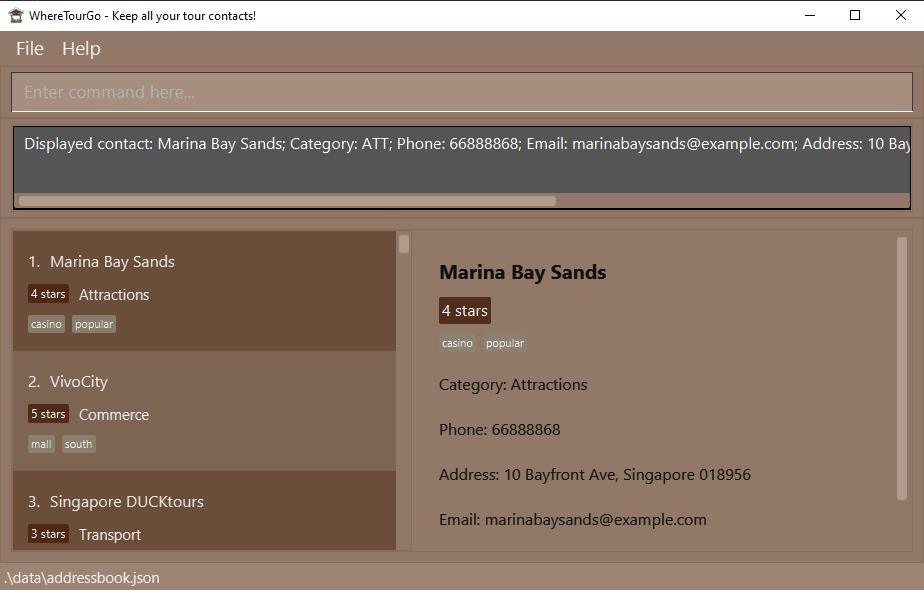 WhereTourGo - Keep all your tour contacts!
File Help
Enter command here...
Displayed contact: Marina Bay Sands; Category: ATT; Phone: 66888868; Email: marinabaysands@example.com; Address: 10 Bay
1. Marina Bay Sands
4 stars Attractions
casino popular
2. VivoCity
5 stars Commerce
mall south
3. Singapore DUCKtours
3 stars Transport
Marina Bay Sands
4 stars
casino popular
Category: Attractions
Phone: 66888868
Address: 10 Bayfront Ave, Singapore 018956
Email: marinabaysands@example.com
.\data\addressbook.json